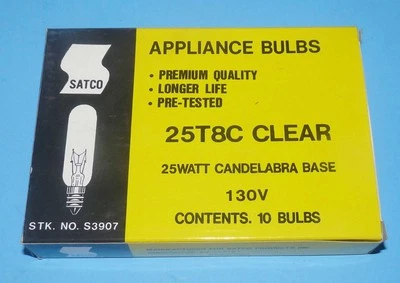 SATCO
STK. NO. S3907
APPLIANCE BULBS
• PREMIUM QUALITY
• LONGER LIFE
• PRE-TESTED
25T8C CLEAR
25WATT CANDELABRA BASE
130V
CONTENTS. 10 BULBS